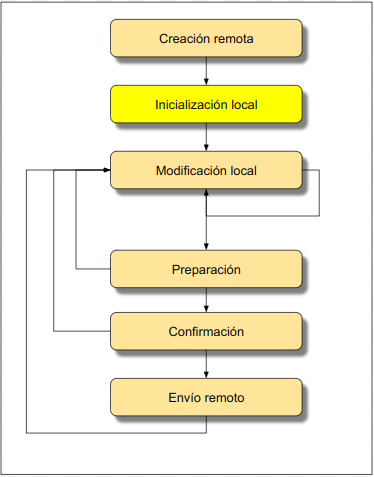 Creación remota
Inicialización local
Modificación local
Preparación
Confirmación
Envío remoto